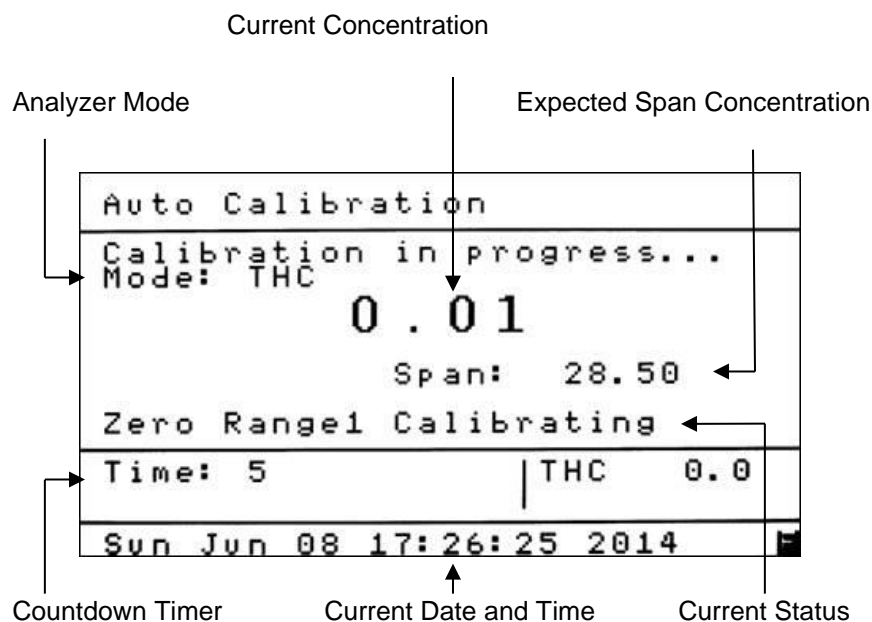 Current Concentration
Analyzer Mode
Expected Span Concentration
Auto Calibration
Calibration in progress...
Mode: THC
0.01
Span: 28.50
Zero Range1 Calibrating
Time: 5
THC 0.0
Sun Jun 08 17:26:25 2014
Countdown Timer
Current Date and Time
Current Status